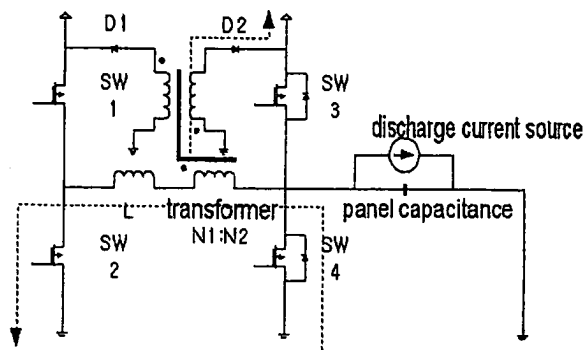 D1
D2
SW
1
SW
3
discharge current source
L
transformer
N1:N2
panel capacitance
SW
2
SW
4